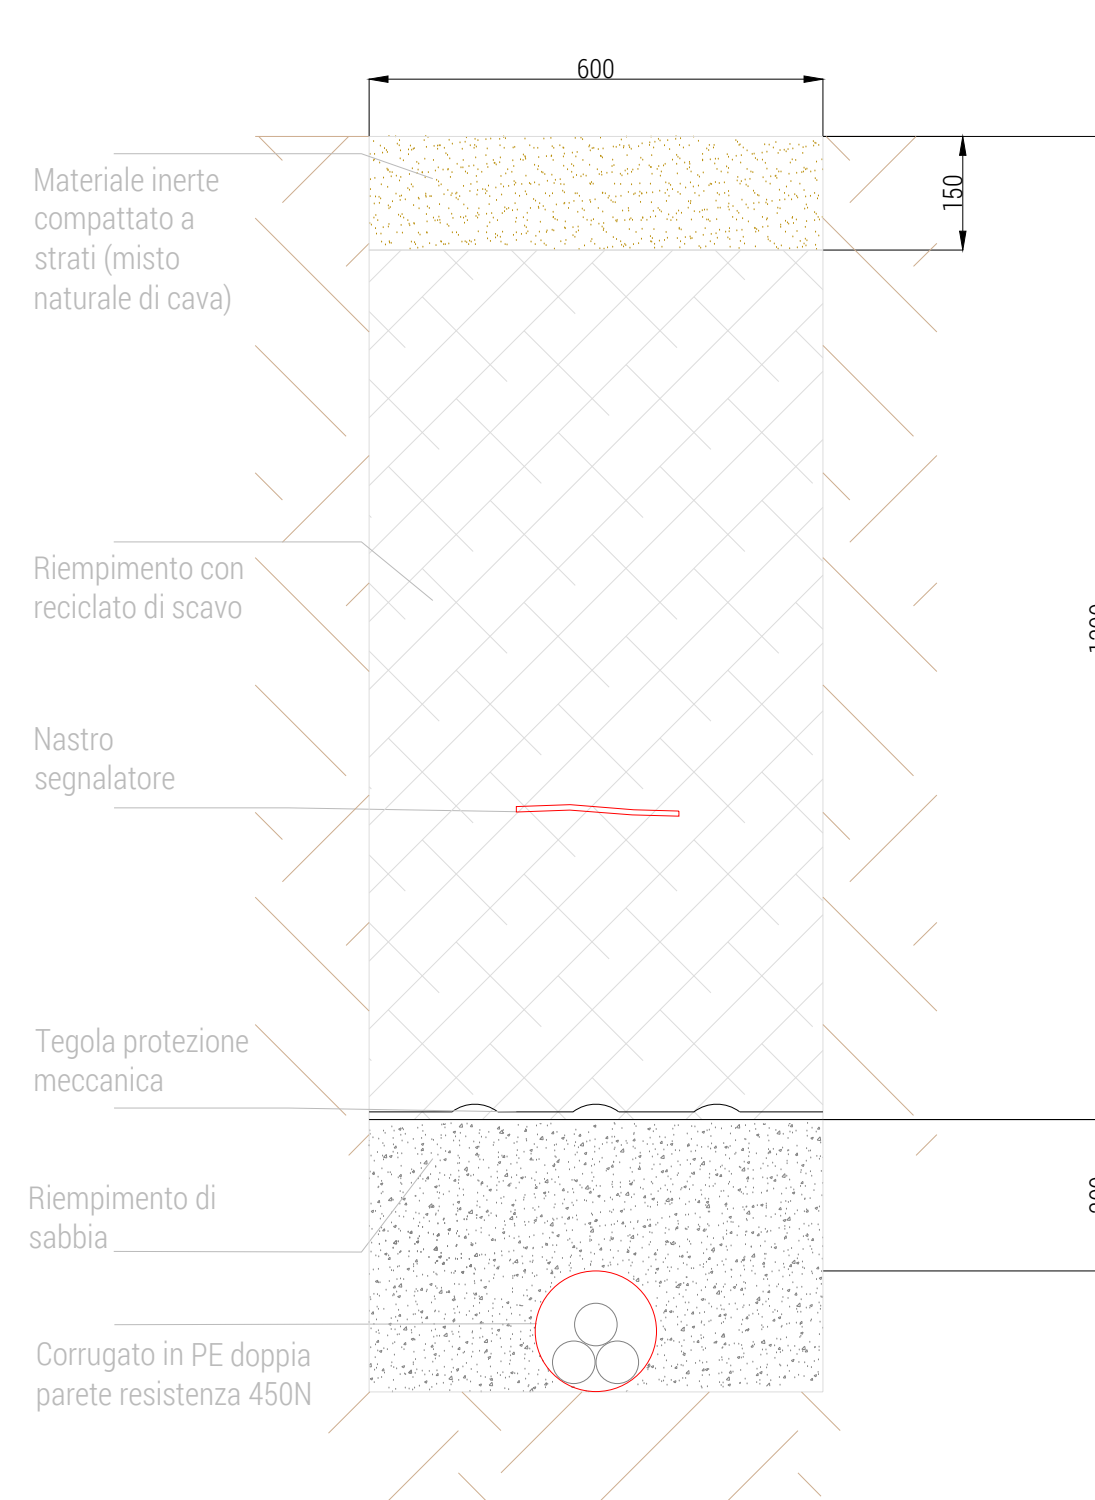 600
150
Materiale inerte
compattato a
strati (misto
naturale di cava)
Riempimento con
reciclato di scavo
Nastro
segnalatore
Tegola protezione
meccanica
Riempimento di
sabbia
Corrugato in PE doppia
parete resistenza 450N